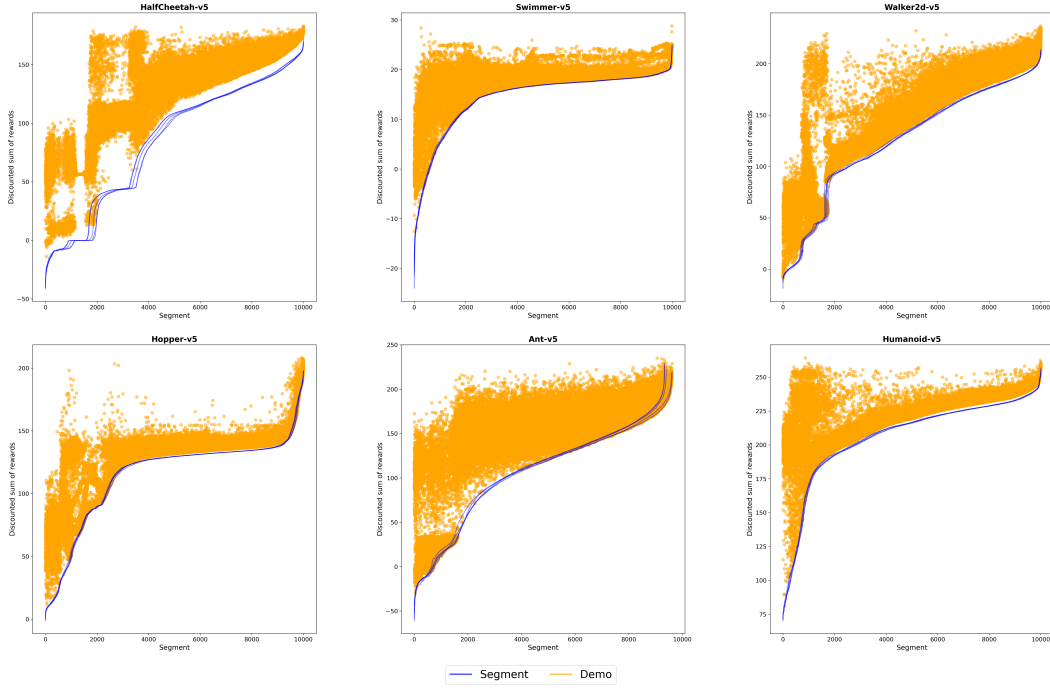 HalfCheetah-v5
Discounted sum of rewards
150
100
50
0
−50
0 2000 4000 6000 8000 10000
Segment
Swimmer-v5
Discounted sum of rewards
30
20
10
0
−10
−20
0 2000 4000 6000 8000 10000
Segment
Walker2d-v5
Discounted sum of rewards
200
150
100
50
0
0 2000 4000 6000 8000 10000
Segment
Hopper-v5
Discounted sum of rewards
200
150
100
50
0
0 2000 4000 6000 8000 10000
Segment
Ant-v5
Discounted sum of rewards
250
200
150
100
50
0
−50
0 2000 4000 6000 8000 10000
Segment
Humanoid-v5
Discounted sum of rewards
250
225
200
175
150
125
100
75
0 2000 4000 6000 8000 10000
Segment
Segment Demo